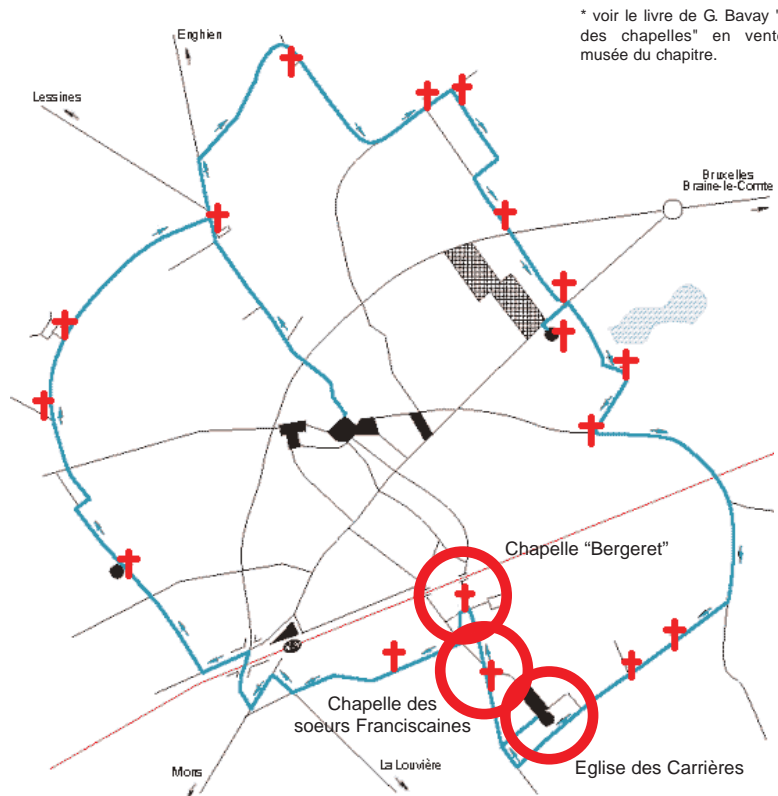 * voir le livre de G. Bavay "
des chapelles" en vente
musée du chapitre.
Enghien
Lessines
Bruxelles
Braine-le-Comte
Chapelle “Bergeret”
Chapelle des
soeurs Franciscaines
Eglise des Carrières
La Louvière
Mons